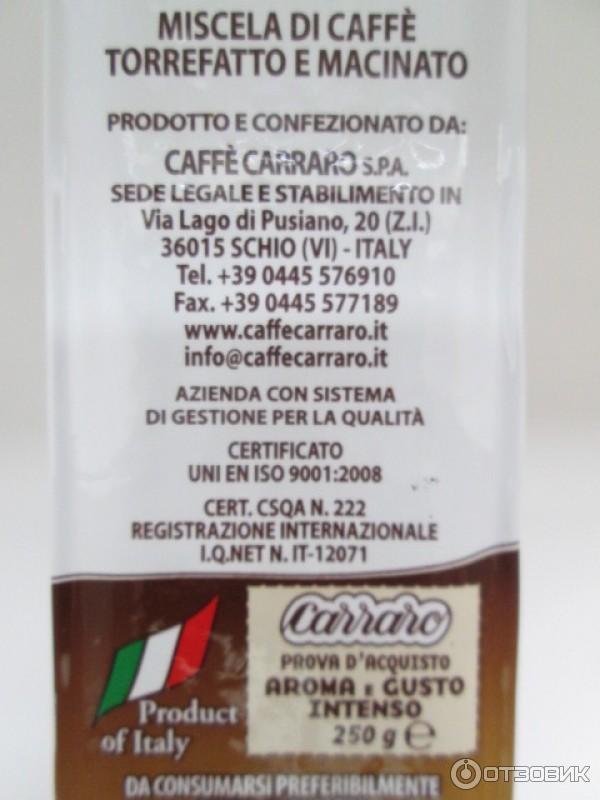 MISCELA DI CAFFÈ
TORREFATTO E MACINATO
PRODOTTO E CONFEZIONATO DA:
CAFFÈ CARRARO S.P.A.
SEDE LEGALE E STABILIMENTO IN
Via Lago di Pusiano, 20 (Z.I.)
36015 SCHIO (VI) - ITALY
Tel. +39 0445 576910
Fax. +39 0445 577189
www.caffecarraro.it
info@caffecarraro.it
AZIENDA CON SISTEMA
DI GESTIONE PER LA QUALITÀ
CERTIFICATO
UNI EN ISO 9001:2008
CERT. CSQA N. 222
REGISTRAZIONE INTERNAZIONALE
I.Q.NET N. IT-12071
Carraro
PROVA D'ACQUISTO
AROMA E GUSTO
INTENSO
250 g ℮
Product
of Italy
DA CONSUMARSI PREFERIBILMENTE
ОТЗОВИК